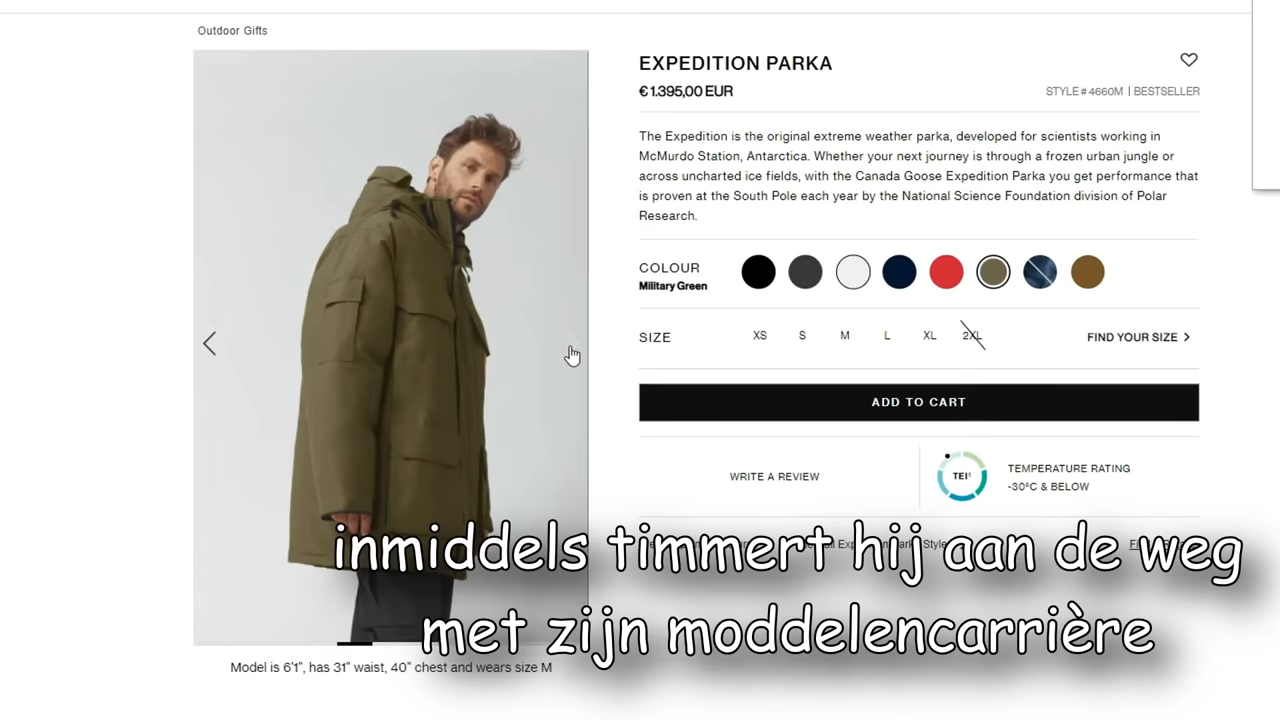 Outdoor Gifts
EXPEDITION PARKA
€ 1.395,00 EUR
STYLE # 4660M | BESTSELLER
The Expedition is the original extreme weather parka, developed for scientists working in
McMurdo Station, Antarctica. Whether your next journey is through a frozen urban jungle or
across uncharted ice fields, with the Canada Goose Expedition Parka you get performance that
is proven at the South Pole each year by the National Science Foundation division of Polar
Research.
COLOUR
Military Green
SIZE
XS S M L XL 2XL
FIND YOUR SIZE
ADD TO CART
WRITE A REVIEW
TEI
TEMPERATURE RATING
-30°C & BELOW
inmiddels timmert hij aan de weg
met zijn moddelencarrière
Model is 6'1", has 31" waist, 40" chest and wears size M